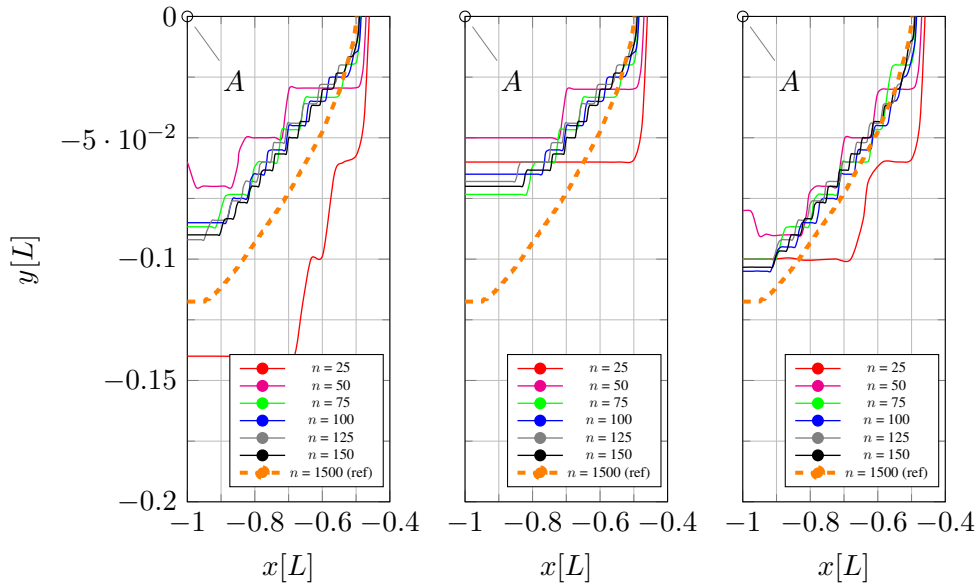 A
A
A
0
−5 · 10⁻²
−0.1
−0.15
−0.2
y[L]
n = 25
n = 50
n = 75
n = 100
n = 125
n = 150
n = 1500 (ref)
n = 25
n = 50
n = 75
n = 100
n = 125
n = 150
n = 1500 (ref)
n = 25
n = 50
n = 75
n = 100
n = 125
n = 150
n = 1500 (ref)
−1 −0.8 −0.6 −0.4
−1 −0.8 −0.6 −0.4
−1 −0.8 −0.6 −0.4
x[L]
x[L]
x[L]